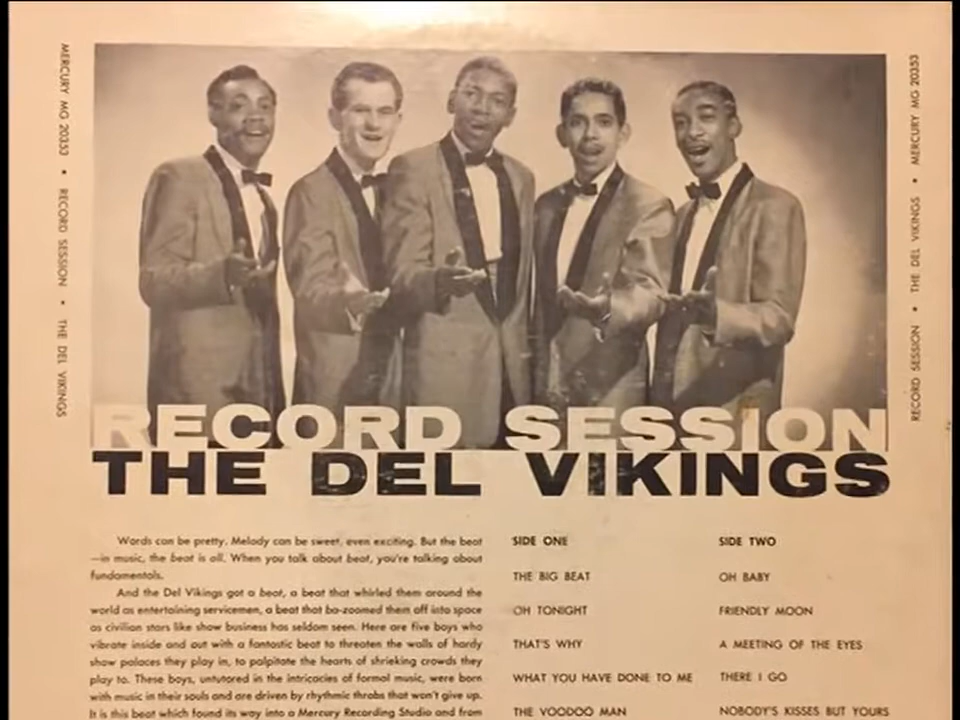 MERCURY MG 20353 • RECORD SESSION • THE DEL VIKINGS
RECORD SESSION • THE DEL VIKINGS • MERCURY MG 20353
RECORD SESSION
THE DEL VIKINGS
Words can be pretty. Melody can be sweet, even exciting. But the beat
—in music, the beat is all. When you talk about beat, you're talking about
fundamentals.
And the Del Vikings got a beat, a beat that whirled them around the
world as entertaining servicemen, a beat that ba-zoomed them off into space
as civilian stars like show business has seldom seen. Here are five boys who
vibrate inside and out with a fantastic beat to threaten the walls of hardy
show palaces they play in, to palpitate the hearts of shrieking crowds they
play to. These boys, untutored in the intricacies of formal music, were born
with music in their souls and are driven by rhythmic throbs that won't give up.
It is this beat which found its way into a Mercury Recording Studio and from
SIDE ONE
THE BIG BEAT
OH TONIGHT
THAT'S WHY
WHAT YOU HAVE DONE TO ME
THE VOODOO MAN
SIDE TWO
OH BABY
FRIENDLY MOON
A MEETING OF THE EYES
THERE I GO
NOBODY'S KISSES BUT YOURS